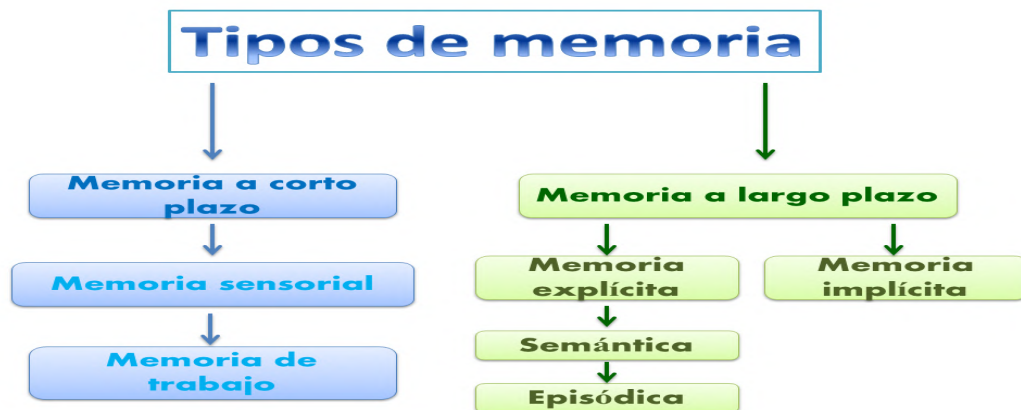 Tipos de memoria
Memoria a corto
plazo
Memoria sensorial
Memoria de
trabajo
Memoria a largo plazo
Memoria
explícita
Semántica
Episódica
Memoria
implícita